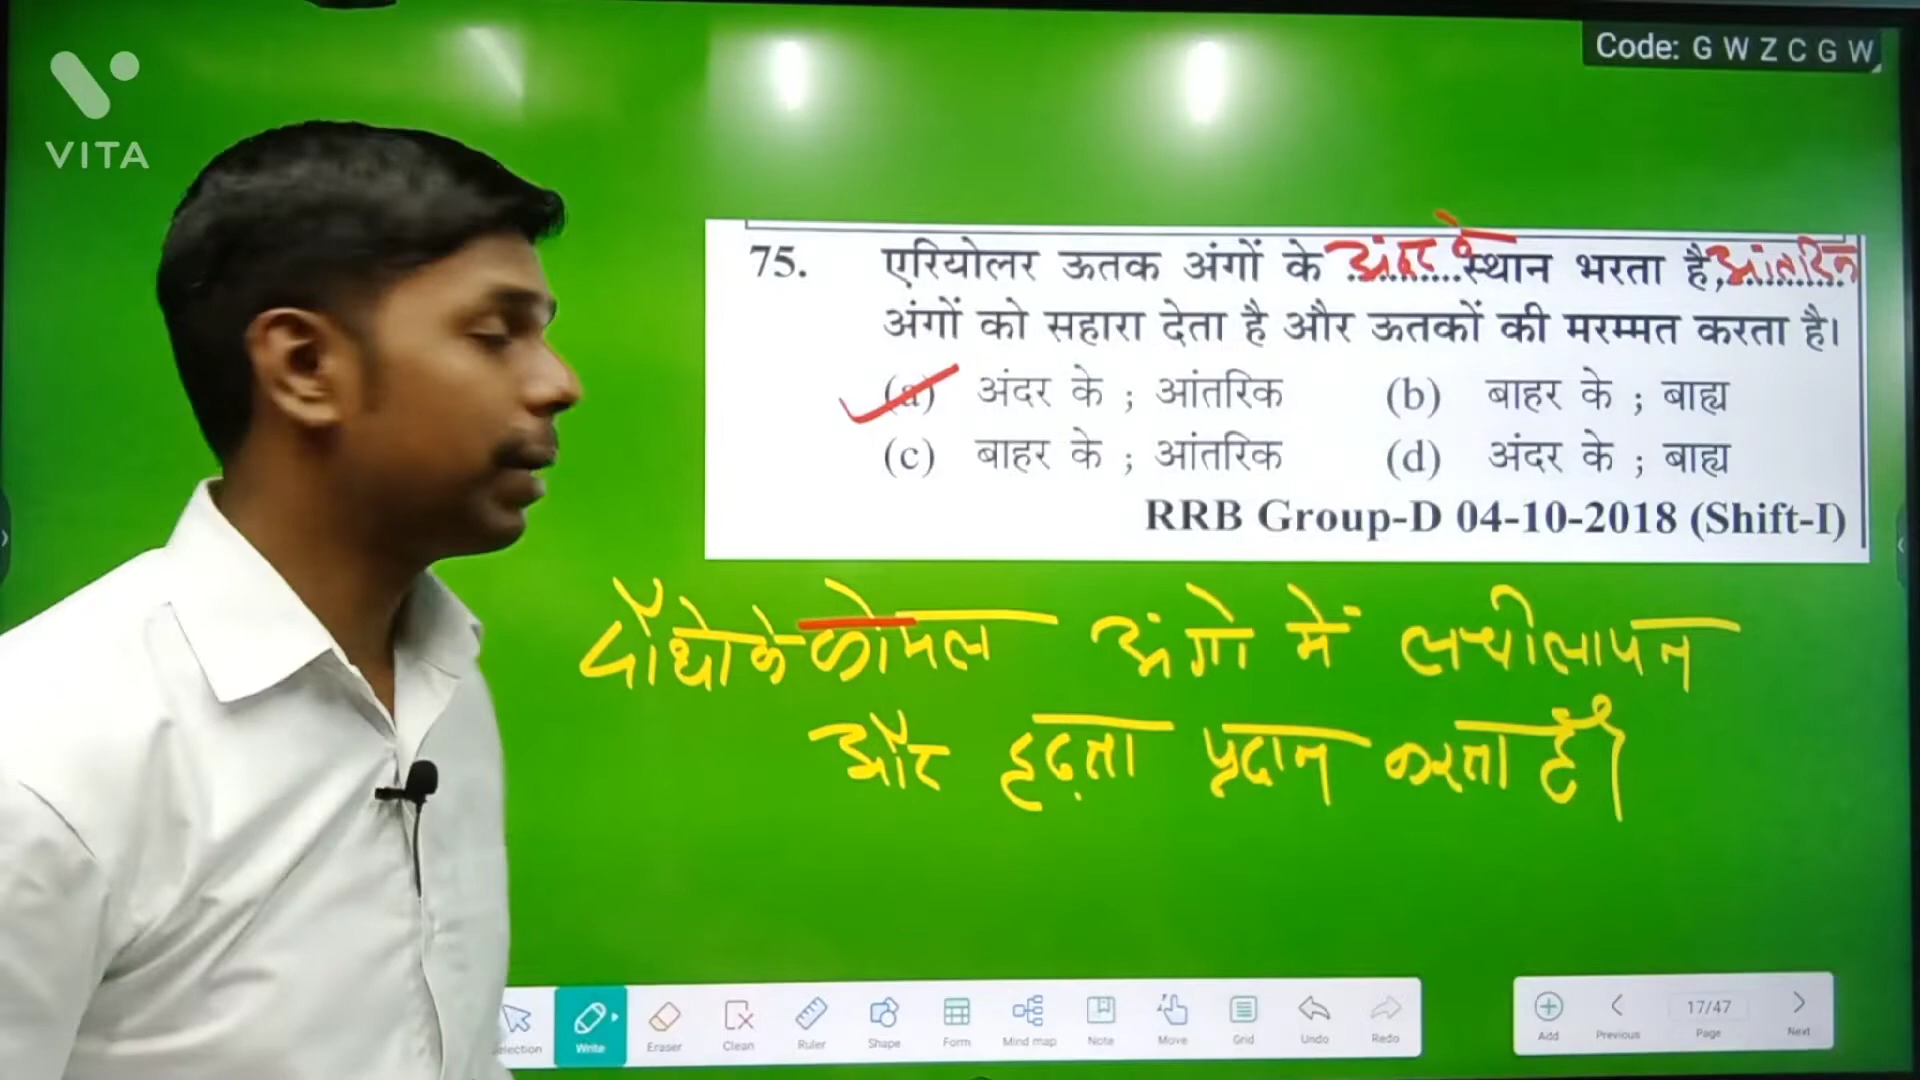 Code: G W Z C G W
VITA
75. एरियोलर ऊतक अंगों के अंदर के स्थान भरता है, आंतरिक
अंगों को सहारा देता है और ऊतकों की मरम्मत करता है।
(a) अंदर के ; आंतरिक (b) बाहर के ; बाह्य
(c) बाहर के ; आंतरिक (d) अंदर के ; बाह्य
RRB Group-D 04-10-2018 (Shift-I)
पौधो के कोमल अंगो में लचीलापन
और दृढ़ता प्रदान करता है।
Selection Write Eraser Clean Ruler Shape Form Mind map Note Move Grid Undo Redo Add Previous 17/47 Page Next